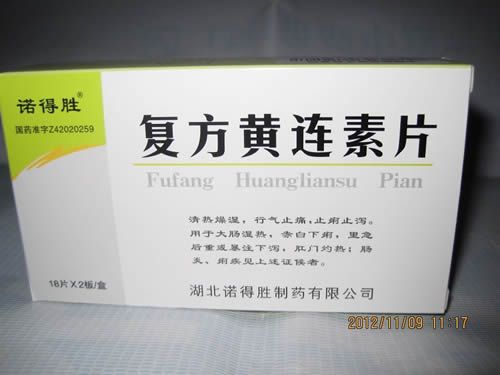 诺得胜®
国药准字Z42020259
复方黄连素片
Fufang Huangliansu Pian
清热燥湿，行气止痛，止痢止泻。
用于大肠湿热，赤白下痢，里急
后重或暴注下泻，肛门灼热；肠
炎、痢疾见上述证候者。
18片X2板/盒
湖北诺得胜制药有限公司
2012/11/09 11:17